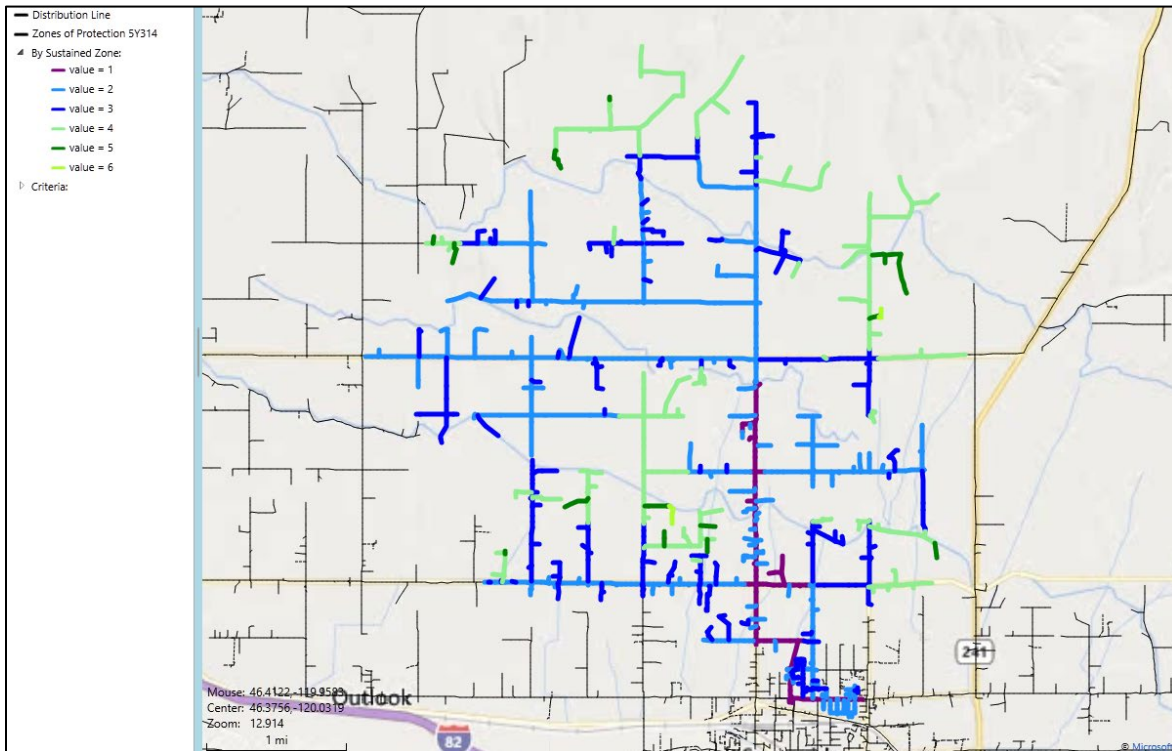 Distribution Line
Zones of Protection 5Y314
By Sustained Zone:
value = 1
value = 2
value = 3
value = 4
value = 5
value = 6
Criteria:
241
Mouse: 46.4122,-119.9583
Outlook
Center: 46.3756,-120.0319
Zoom: 12.914
82
1 mi
© Microsoft